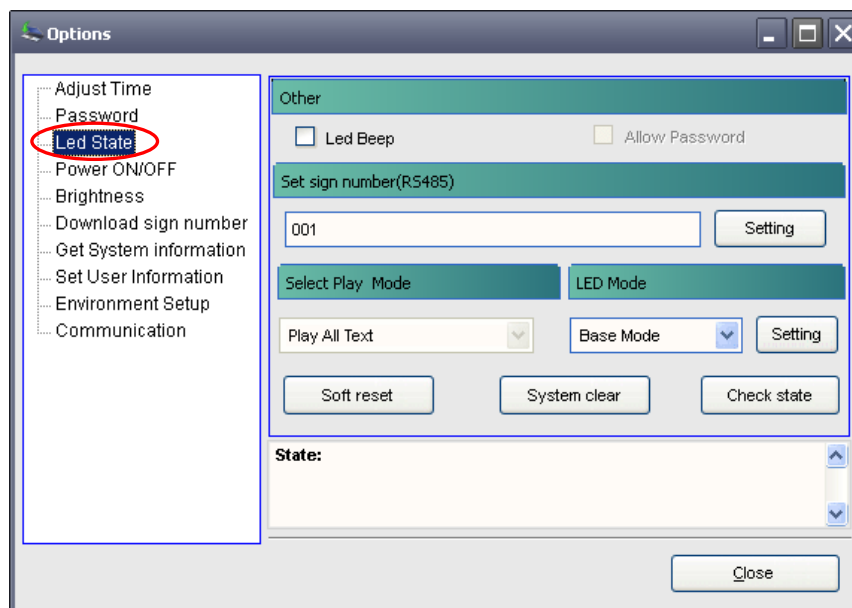 Options
Adjust Time
Password
Led State
Power ON/OFF
Brightness
Download sign number
Get System information
Set User Information
Environment Setup
Communication
Other
Led Beep
Allow Password
Set sign number(RS485)
001
Setting
Select Play Mode
LED Mode
Play All Text
Base Mode
Setting
Soft reset
System clear
Check state
State:
Close